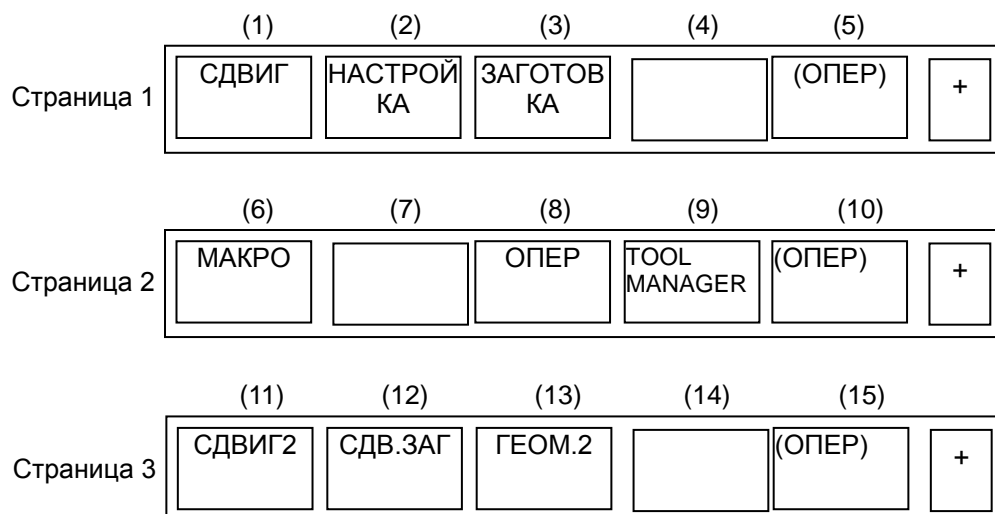 (1) (2) (3) (4) (5)
Страница 1
СДВИГ НАСТРОЙ ЗАГОТОВ (ОПЕР) +
КА КА
(6) (7) (8) (9) (10)
Страница 2
МАКРО ОПЕР TOOL (ОПЕР) +
MANAGER
(11) (12) (13) (14) (15)
Страница 3
СДВИГ2 СДВ.ЗАГ ГЕОМ.2 (ОПЕР) +